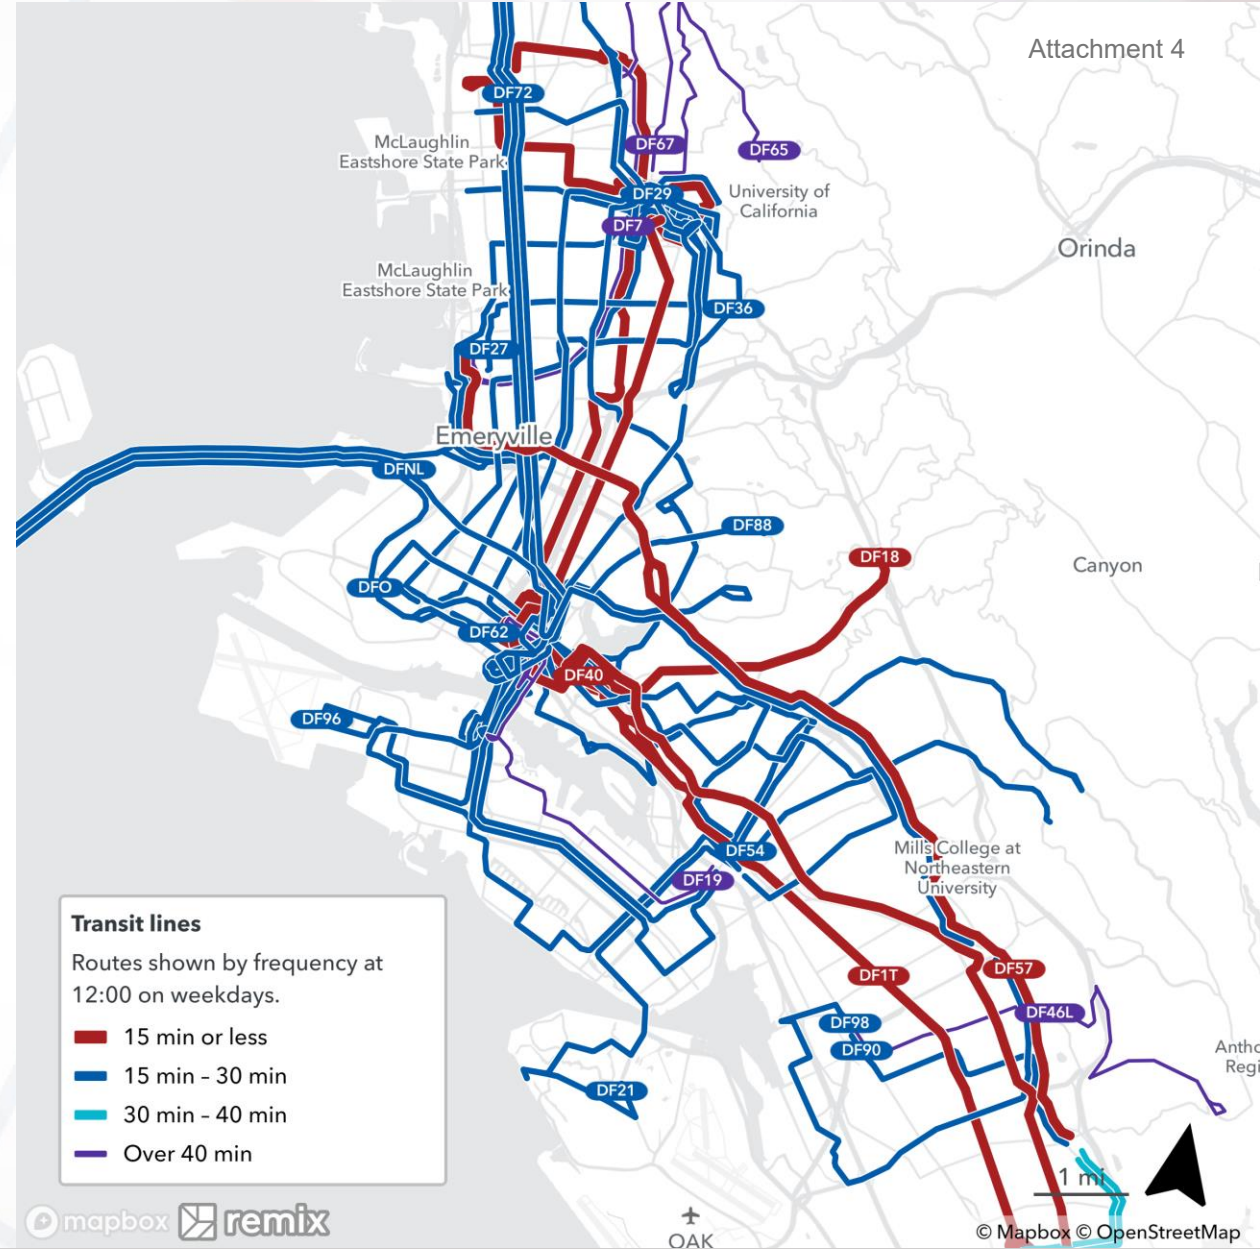 Attachment 4
DF72
McLaughlin
Eastshore State Park
DF67
DF65
DF29
University of
California
DF7
Orinda
McLaughlin
Eastshore State Park
DF36
DF27
Emeryville
DFNL
DF88
DF18
Canyon
DFO
DF62
DF40
DF96
DF54
Mills College at
Northeastern
University
DF19
DF1T
DF57
DF98
DF46L
DF90
Antho
Regi
DF21
Transit lines
Routes shown by frequency at
12:00 on weekdays.
15 min or less
15 min – 30 min
30 min – 40 min
Over 40 min
1 mi
mapbox remix
OAK
© Mapbox © OpenStreetMap